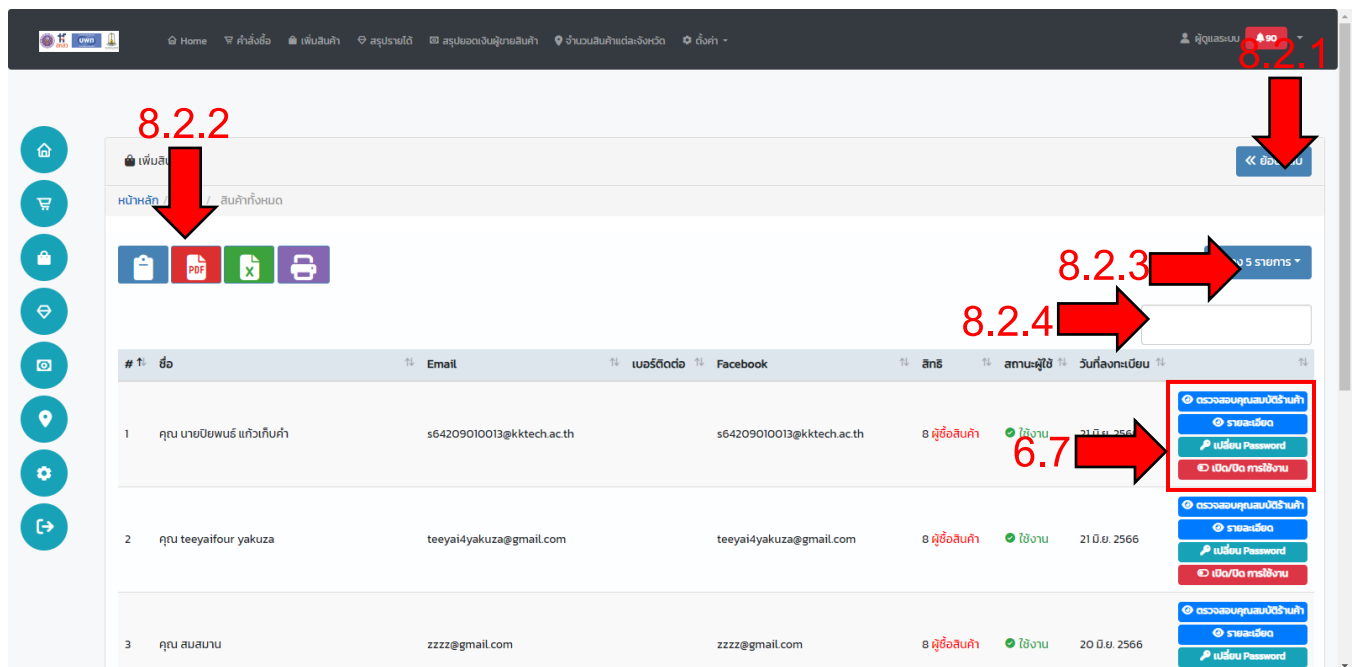 Home คำสั่งซื้อ เพิ่มสินค้า สรุปรายได้ สรุปยอดเงินผู้ขายสินค้า จำนวนสินค้าแต่ละจังหวัด ตั้งค่า ผู้ดูแลระบบ 90
8.2.1
8.2.2
หน้าหลัก / / สินค้าทั้งหมด
PDF X
8.2.3 5 รายการ
8.2.4
# ชื่อ Email เบอร์ติดต่อ Facebook สิทธิ สถานะผู้ใช้ วันที่ลงทะเบียน
ตรวจสอบคุณสมบัติร้านค้า
รายละเอียด
1 คุณ นายปิยพนธ์ แก้วเก็บคำ s64209010013@kktech.ac.th s64209010013@kktech.ac.th 8 ผู้ซื้อสินค้า ใช้งาน 21 มิ.ย. 256
6.7
เปลี่ยน Password
เปิด/ปิด การใช้งาน
ตรวจสอบคุณสมบัติร้านค้า
รายละเอียด
2 คุณ teeyaifour yakuza teeyai4yakuza@gmail.com teeyai4yakuza@gmail.com 8 ผู้ซื้อสินค้า ใช้งาน 21 มิ.ย. 2566
เปลี่ยน Password
เปิด/ปิด การใช้งาน
ตรวจสอบคุณสมบัติร้านค้า
รายละเอียด
3 คุณ สมสมาน zzzz@gmail.com zzzz@gmail.com 8 ผู้ซื้อสินค้า ใช้งาน 20 มิ.ย. 2566
เปลี่ยน Password